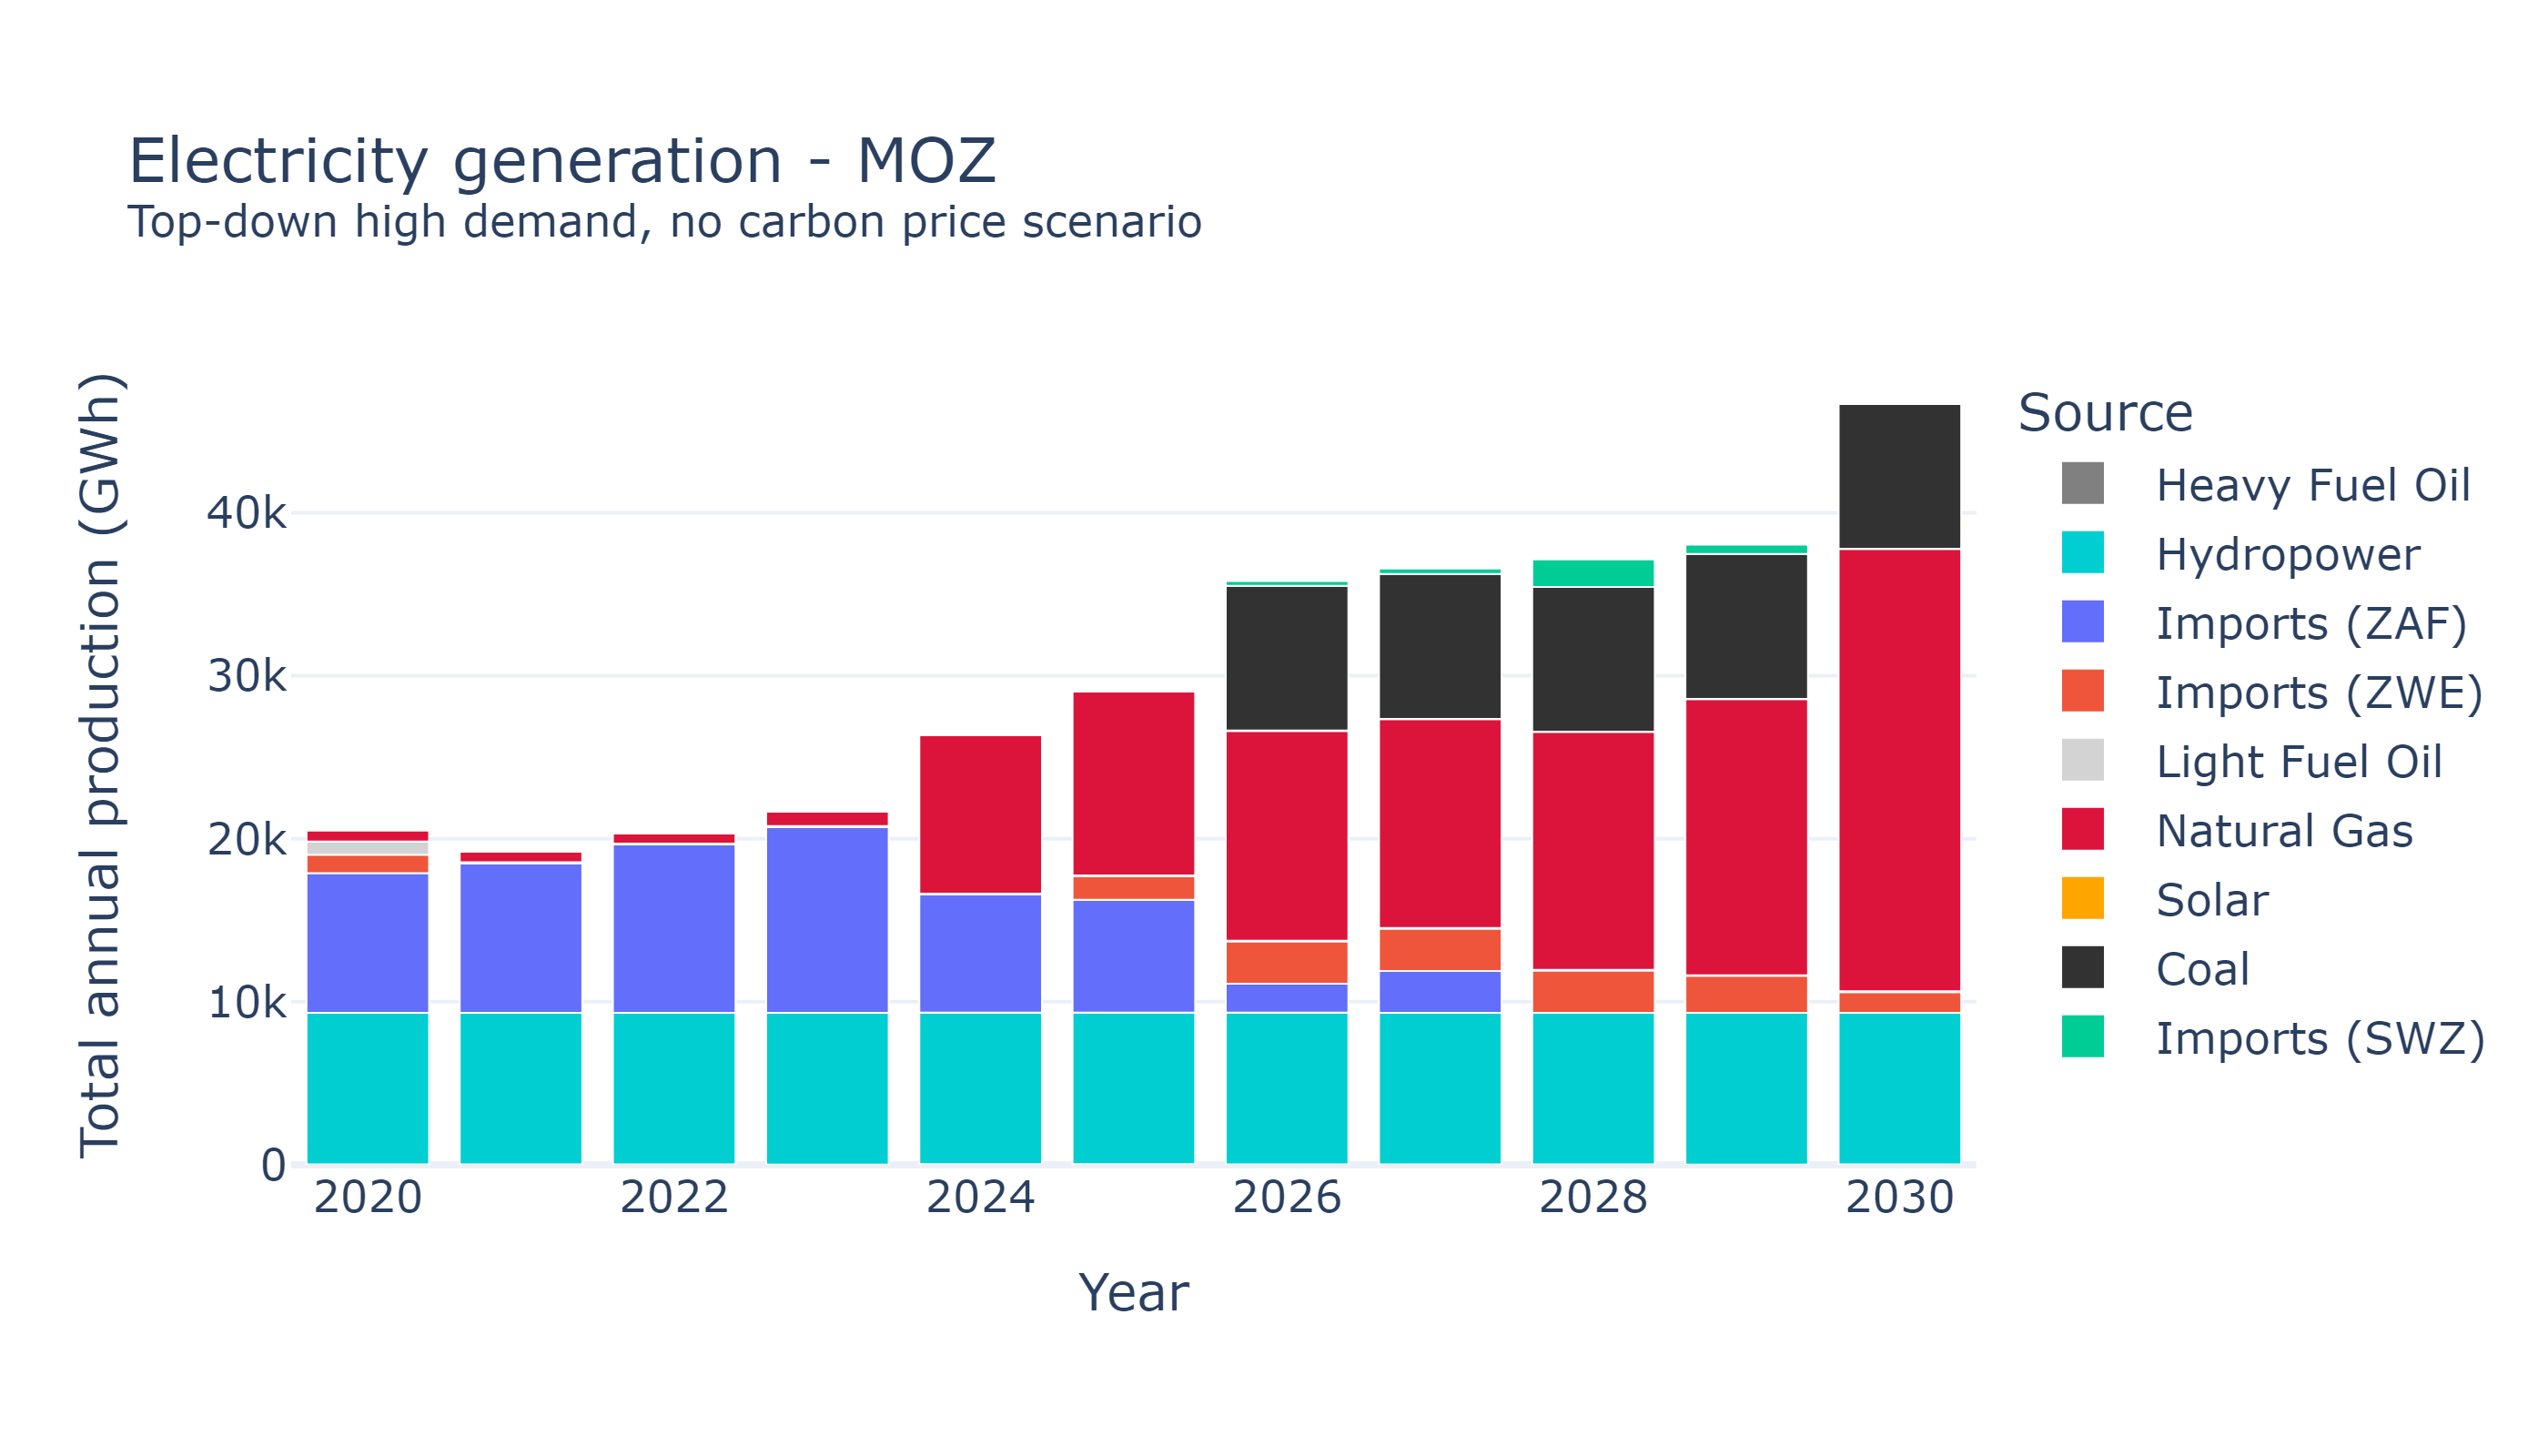 Electricity generation - MOZ
Top-down high demand, no carbon price scenario
Total annual production (GWh)
40k
30k
20k
10k
0
2020
2022
2024
2026
2028
2030
Year
Source
Heavy Fuel Oil
Hydropower
Imports (ZAF)
Imports (ZWE)
Light Fuel Oil
Natural Gas
Solar
Coal
Imports (SWZ)